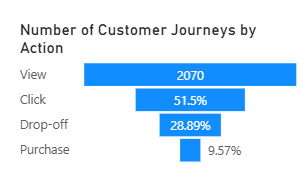 Number of Customer Journeys by
Action
View 2070
Click 51.5%
Drop-off 28.89%
Purchase 9.57%